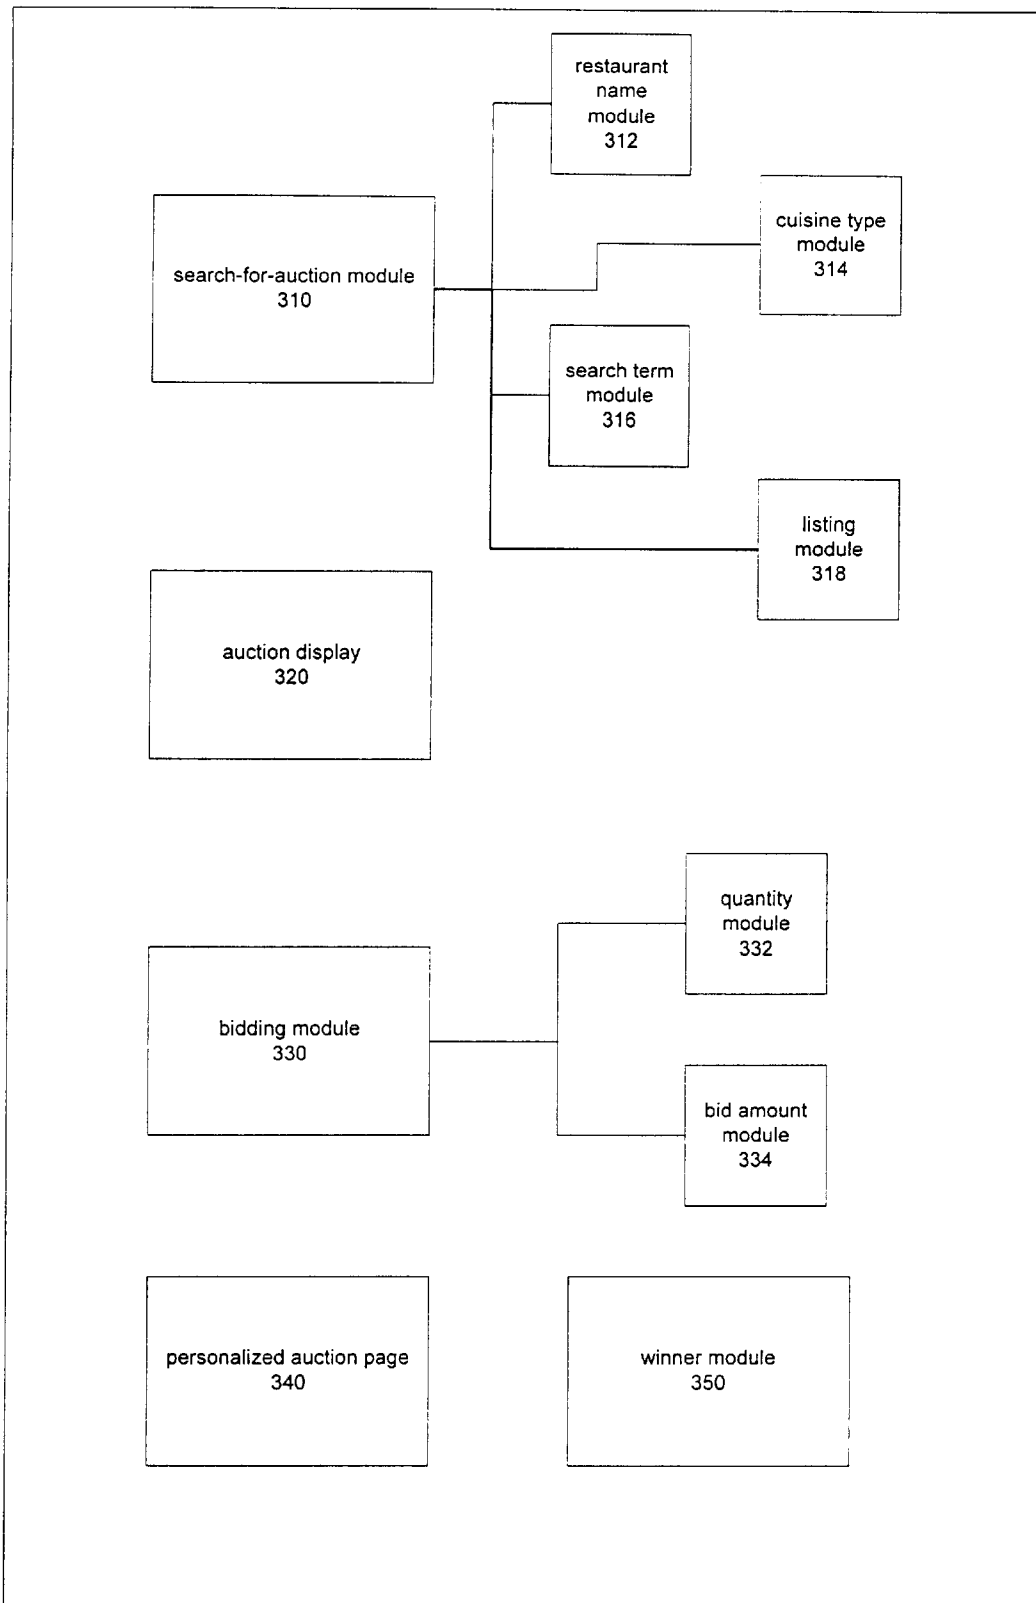 restaurant
name
module
312
cuisine type
module
314
search-for-auction module
310
search term
module
316
listing
module
318
auction display
320
quantity
module
332
bidding module
330
bid amount
module
334
personalized auction page
340
winner module
350